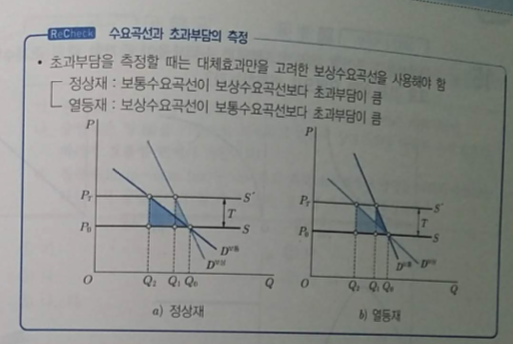 ReCheck 수요곡선과 초과부담의 측정
• 초과부담을 측정할 때는 대체효과만을 고려한 보상수요곡선을 사용해야 함
정상재 : 보통수요곡선이 보상수요곡선보다 초과부담이 큼
열등재 : 보상수요곡선이 보통수요곡선보다 초과부담이 큼
P
P_T
S'
T
P_0
S
D보통
D보상
O
Q_2
Q_1
Q_0
Q
a) 정상재
P
P_T
S'
T
P_0
S
D보통
D보상
O
Q_2
Q_1
Q_0
Q
b) 열등재